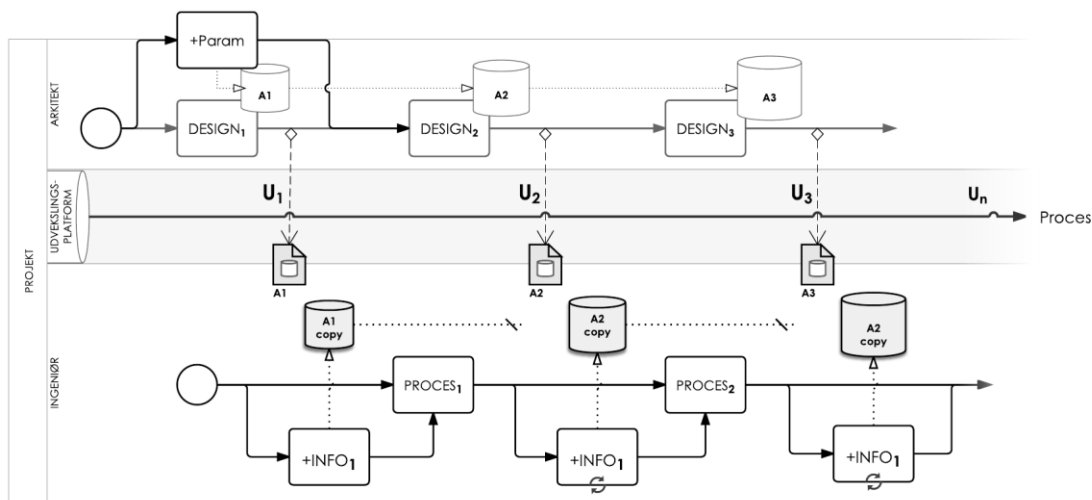 +Param
A1
A2
A3
DESIGN1
DESIGN2
DESIGN3
ARKITEKT
PROJEKT
UDVEKSLINGS-
PLATFORM
U1
U2
U3
Un
Proces
A1
A2
A3
A1
copy
A2
copy
A2
copy
INGENIØR
PROCES1
PROCES2
+INFO1
+INFO1
+INFO1